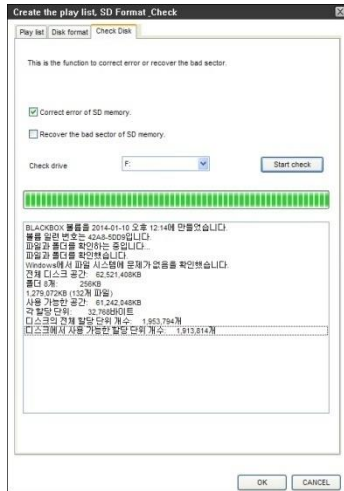 Create the play list, SD Format_Check
Play list Disk format Check Disk
This is the function to correct error or recover the bad sector.
Correct error of SD memory.
Recover the bad sector of SD memory.
Check drive F: Start check
BLACKBOX 볼륨을 2014-01-10 오후 12:14에 만들었습니다.
볼륨 일련 번호는 42A8-5DD9입니다.
파일과 폴더를 확인하는 중입니다...
파일과 폴더를 확인했습니다.
Windows에서 파일 시스템에 문제가 없음을 확인했습니다.
전체 디스크 공간: 62,521,408KB
폴더 8개: 256KB
1,279,072KB (132개 파일)
사용 가능한 공간: 61,242,048KB
각 할당 단위: 32,768바이트
디스크의 전체 할당 단위 개수: 1,953,794개
디스크에서 사용 가능한 할당 단위 개수: 1,913,814개
OK CANCEL